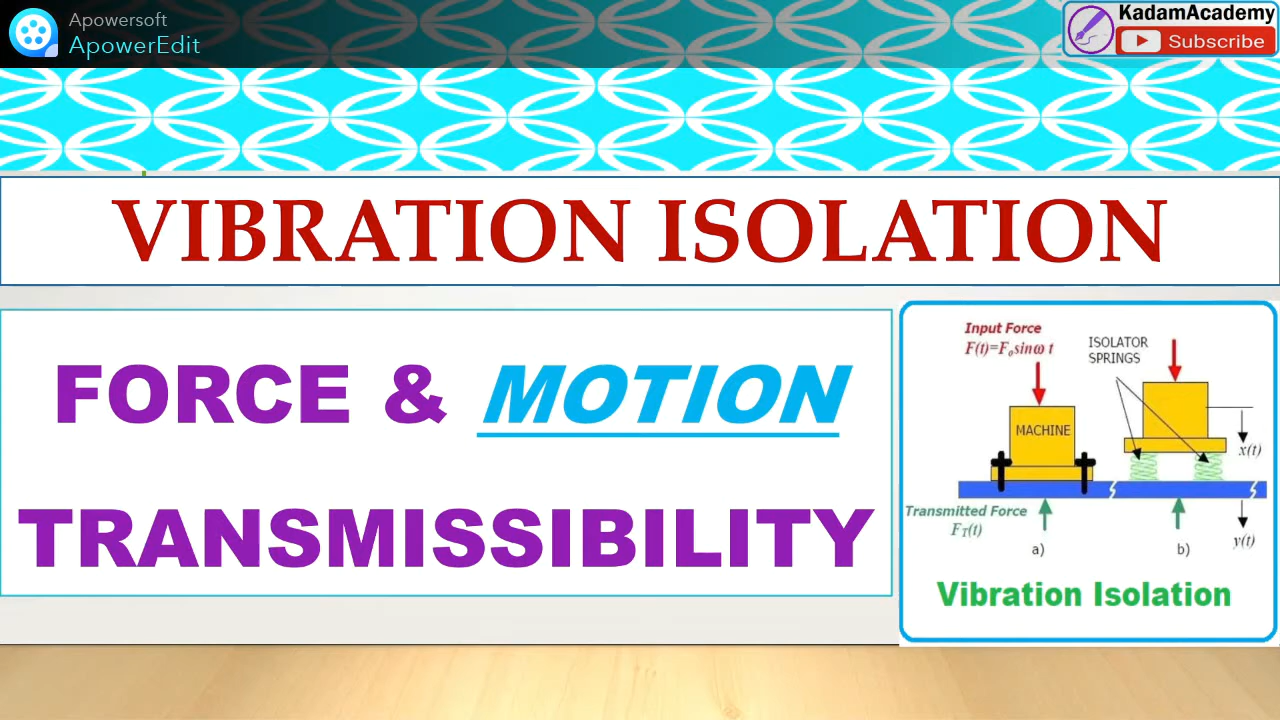 Apowersoft
ApowerEdit
KadamAcademy
Subscribe
VIBRATION ISOLATION
FORCE & MOTION
TRANSMISSIBILITY
Input Force
F(t)=Fₒsinω t
ISOLATOR
SPRINGS
MACHINE
x(t)
Transmitted Force
F_T(t)
y(t)
a)
b)
Vibration Isolation